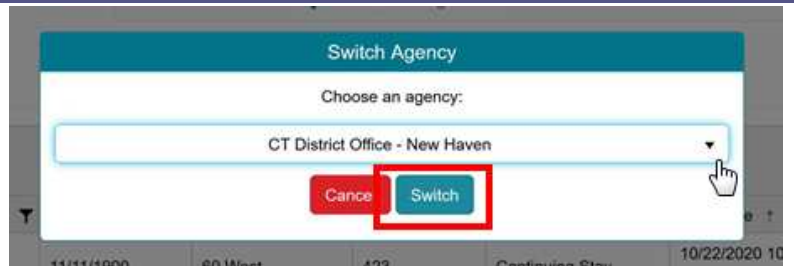 Switch Agency
Choose an agency:
CT District Office - New Haven
Cance Switch
e ↑
11/11/1900 60 West 423 Continuing Stay 10/22/2020 10